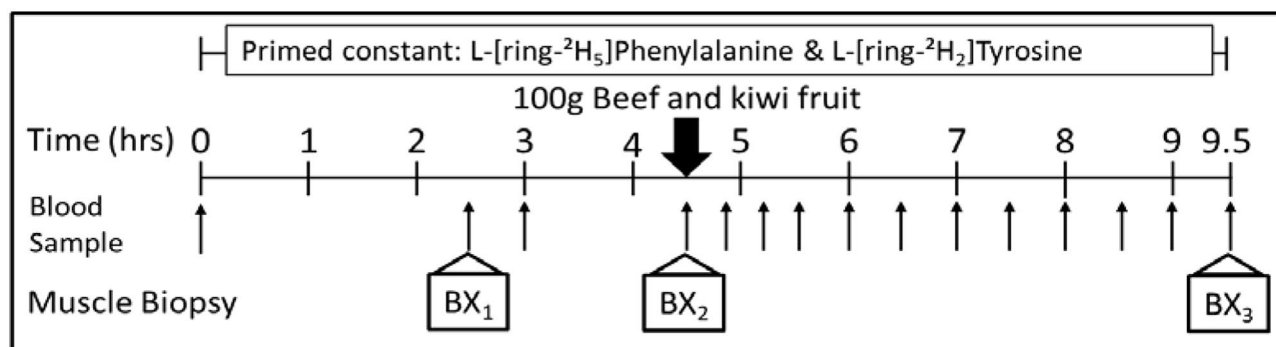 Primed constant: L-[ring-²H₅]Phenylalanine & L-[ring-²H₂]Tyrosine
100g Beef and kiwi fruit
Time (hrs) 0 1 2 3 4 5 6 7 8 9 9.5
Blood
Sample
Muscle Biopsy BX₁ BX₂ BX₃